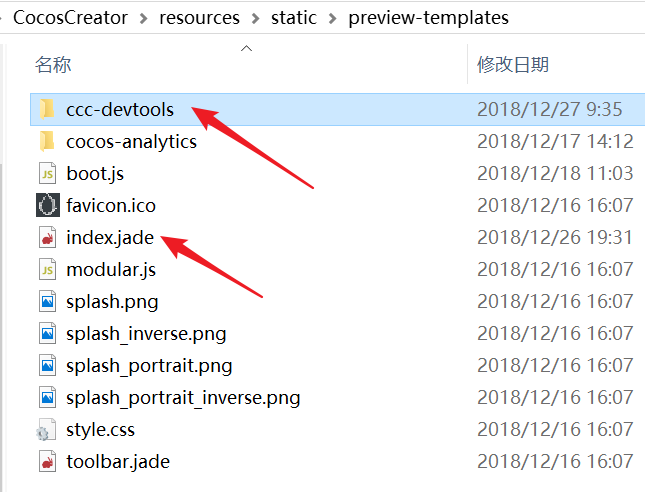 CocosCreator › resources › static › preview-templates
名称 修改日期
ccc-devtools 2018/12/27 9:35
cocos-analytics 2018/12/17 14:12
boot.js 2018/12/18 11:03
favicon.ico 2018/12/16 16:07
index.jade 2018/12/26 19:31
modular.js 2018/12/16 16:07
splash.png 2018/12/16 16:07
splash_inverse.png 2018/12/16 16:07
splash_portrait.png 2018/12/16 16:07
splash_portrait_inverse.png 2018/12/16 16:07
style.css 2018/12/16 16:07
toolbar.jade 2018/12/16 16:07